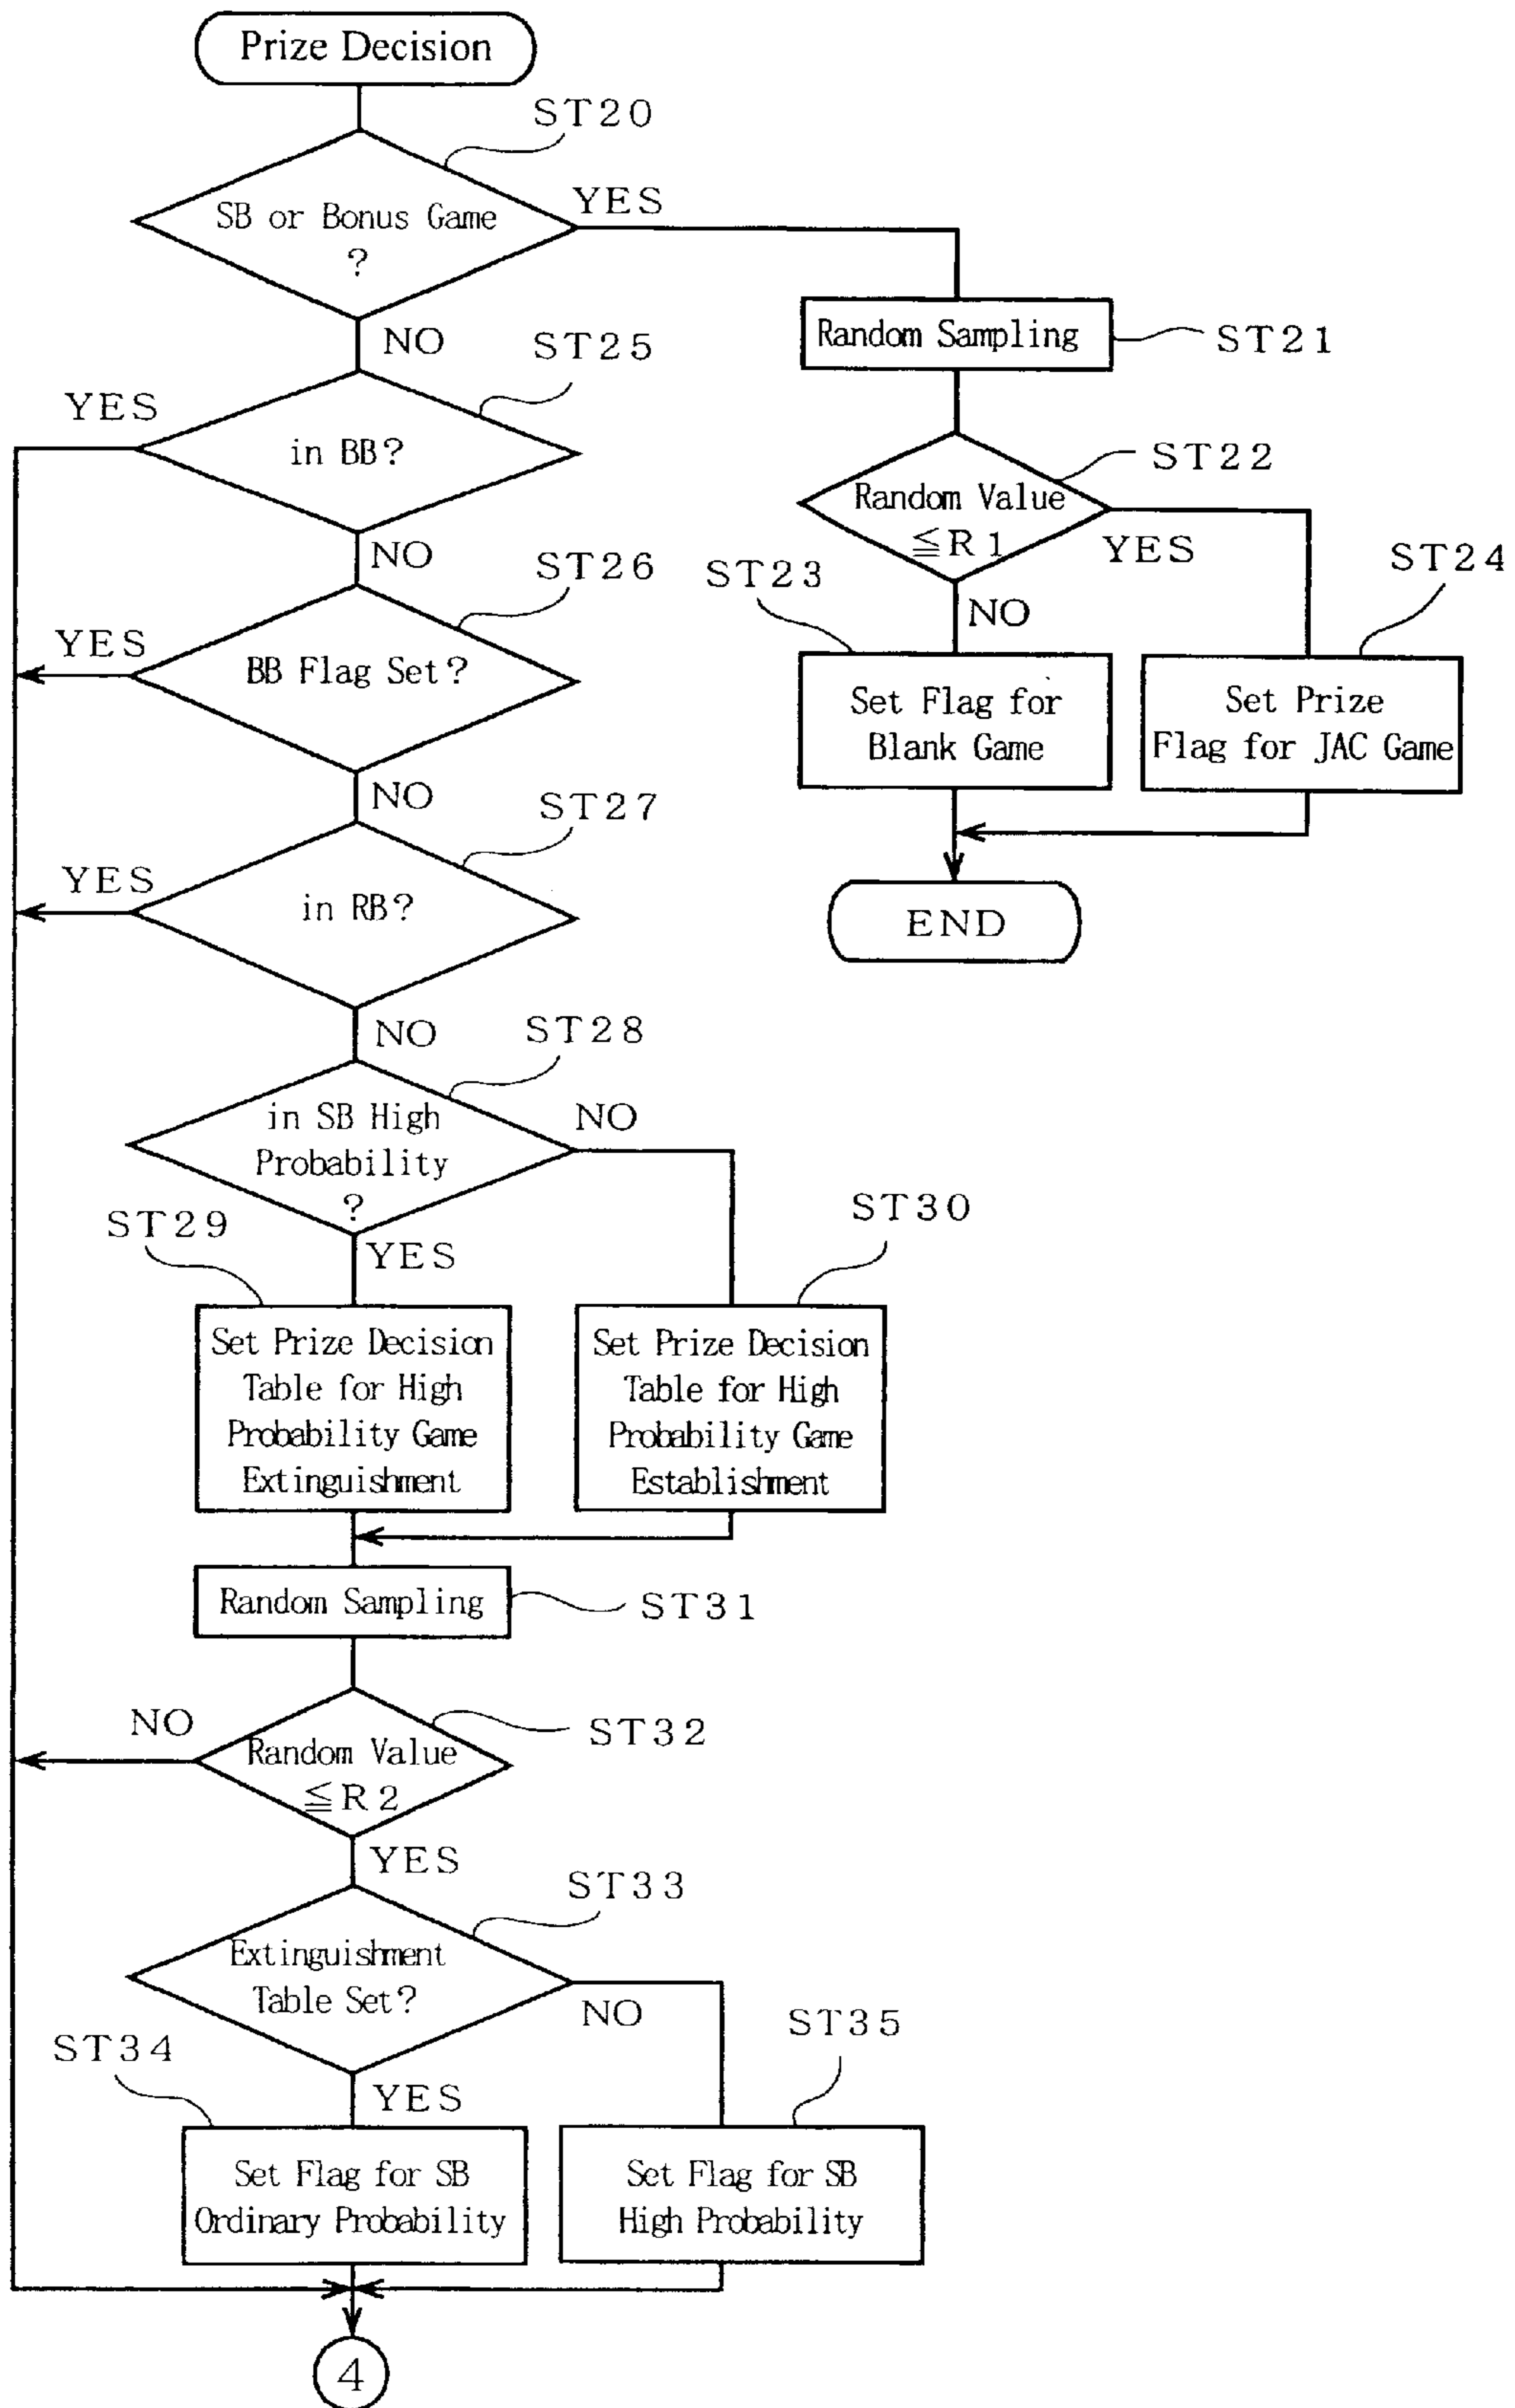 Prize Decision
ST20
SB or Bonus Game
?
YES
NO
Random Sampling
ST21
ST25
YES
in BB?
NO
ST22
Random Value
≦R1
YES
NO
ST23
ST24
Set Flag for
Blank Game
Set Prize
Flag for JAC Game
END
ST26
YES
BB Flag Set?
NO
ST27
YES
in RB?
NO
ST28
in SB High
Probability
?
NO
YES
ST29
ST30
Set Prize Decision
Table for High
Probability Game
Extinguishment
Set Prize Decision
Table for High
Probability Game
Establishment
Random Sampling
ST31
NO
ST32
Random Value
≦R2
YES
ST33
Extinguishment
Table Set?
NO
YES
ST34
ST35
Set Flag for SB
Ordinary Probability
Set Flag for SB
High Probability
4